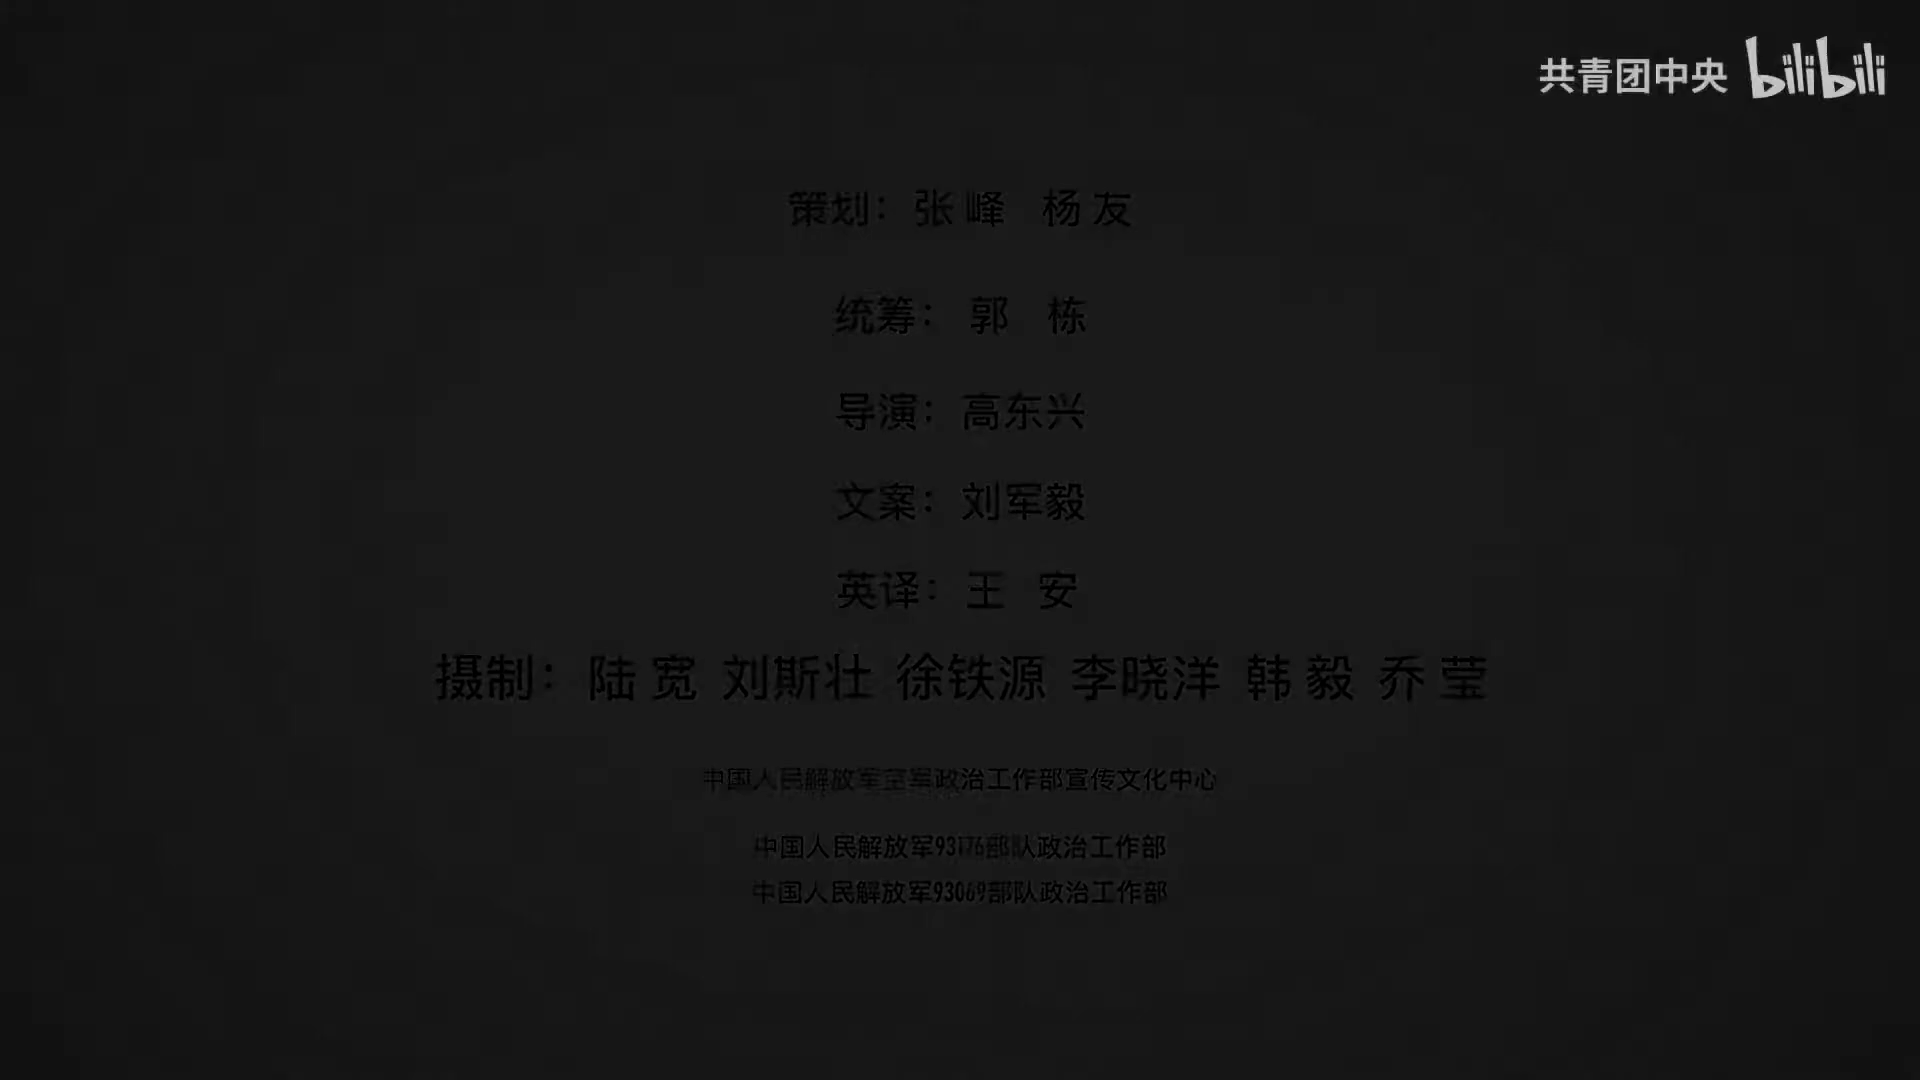 共青团中央 bilibili
策划：张峰 杨友
统筹：郭 栋
导演：高东兴
文案：刘军毅
英译：王 安
摄制：陆宽 刘斯壮 徐铁源 李晓洋 韩毅 乔莹
中国人民解放军空军政治工作部宣传文化中心
中国人民解放军93176部队政治工作部
中国人民解放军93069部队政治工作部